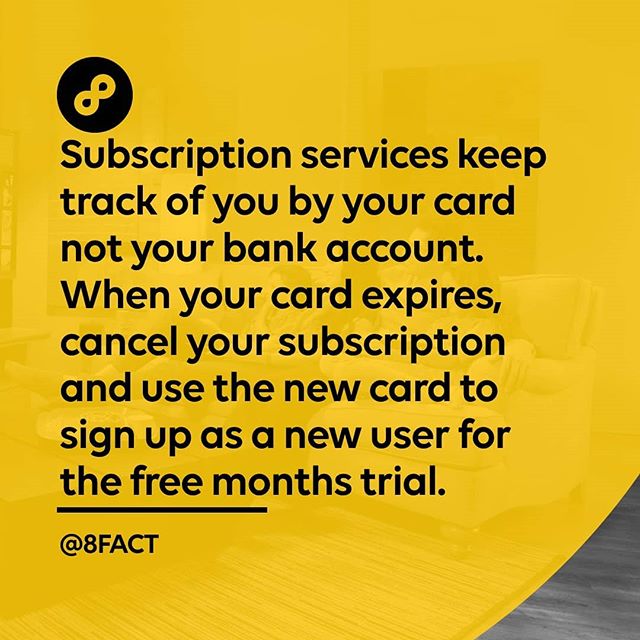 Subscription services keep
track of you by your card
not your bank account.
When your card expires,
cancel your subscription
and use the new card to
sign up as a new user for
the free months trial.
@8FACT